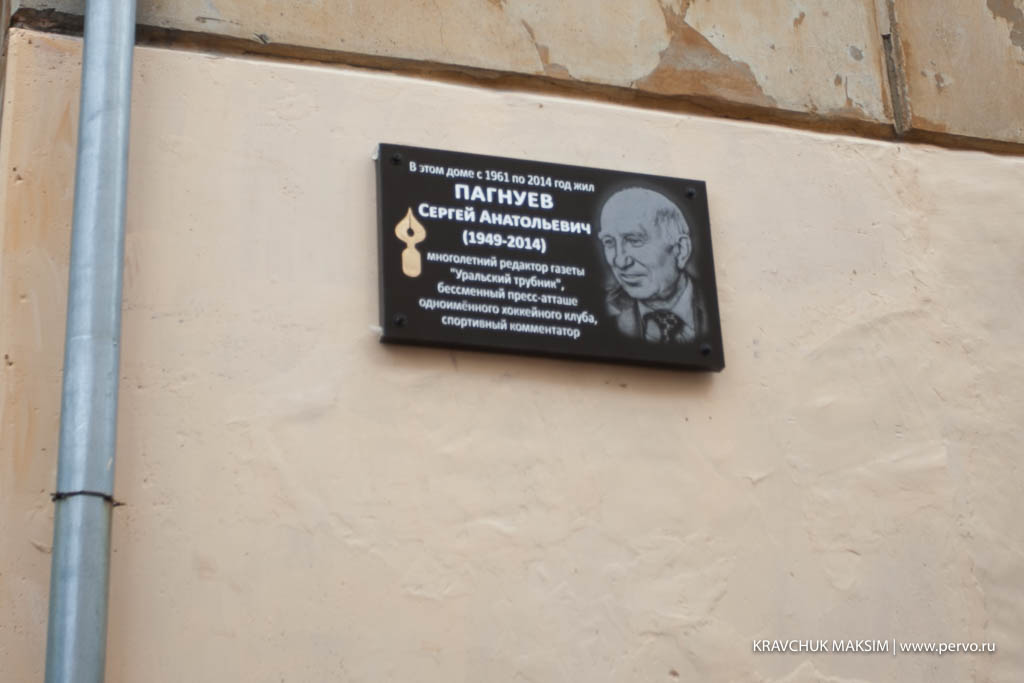 В этом доме с 1961 по 2014 год жил
ПАГНУЕВ
СЕРГЕЙ АНАТОЛЬЕВИЧ
(1949-2014)
многолетний редактор газеты
"Уральский трубник",
бессменный пресс-атташе
одноимённого хоккейного клуба,
спортивный комментатор
KRAVCHUK MAKSIM | www.pervo.ru